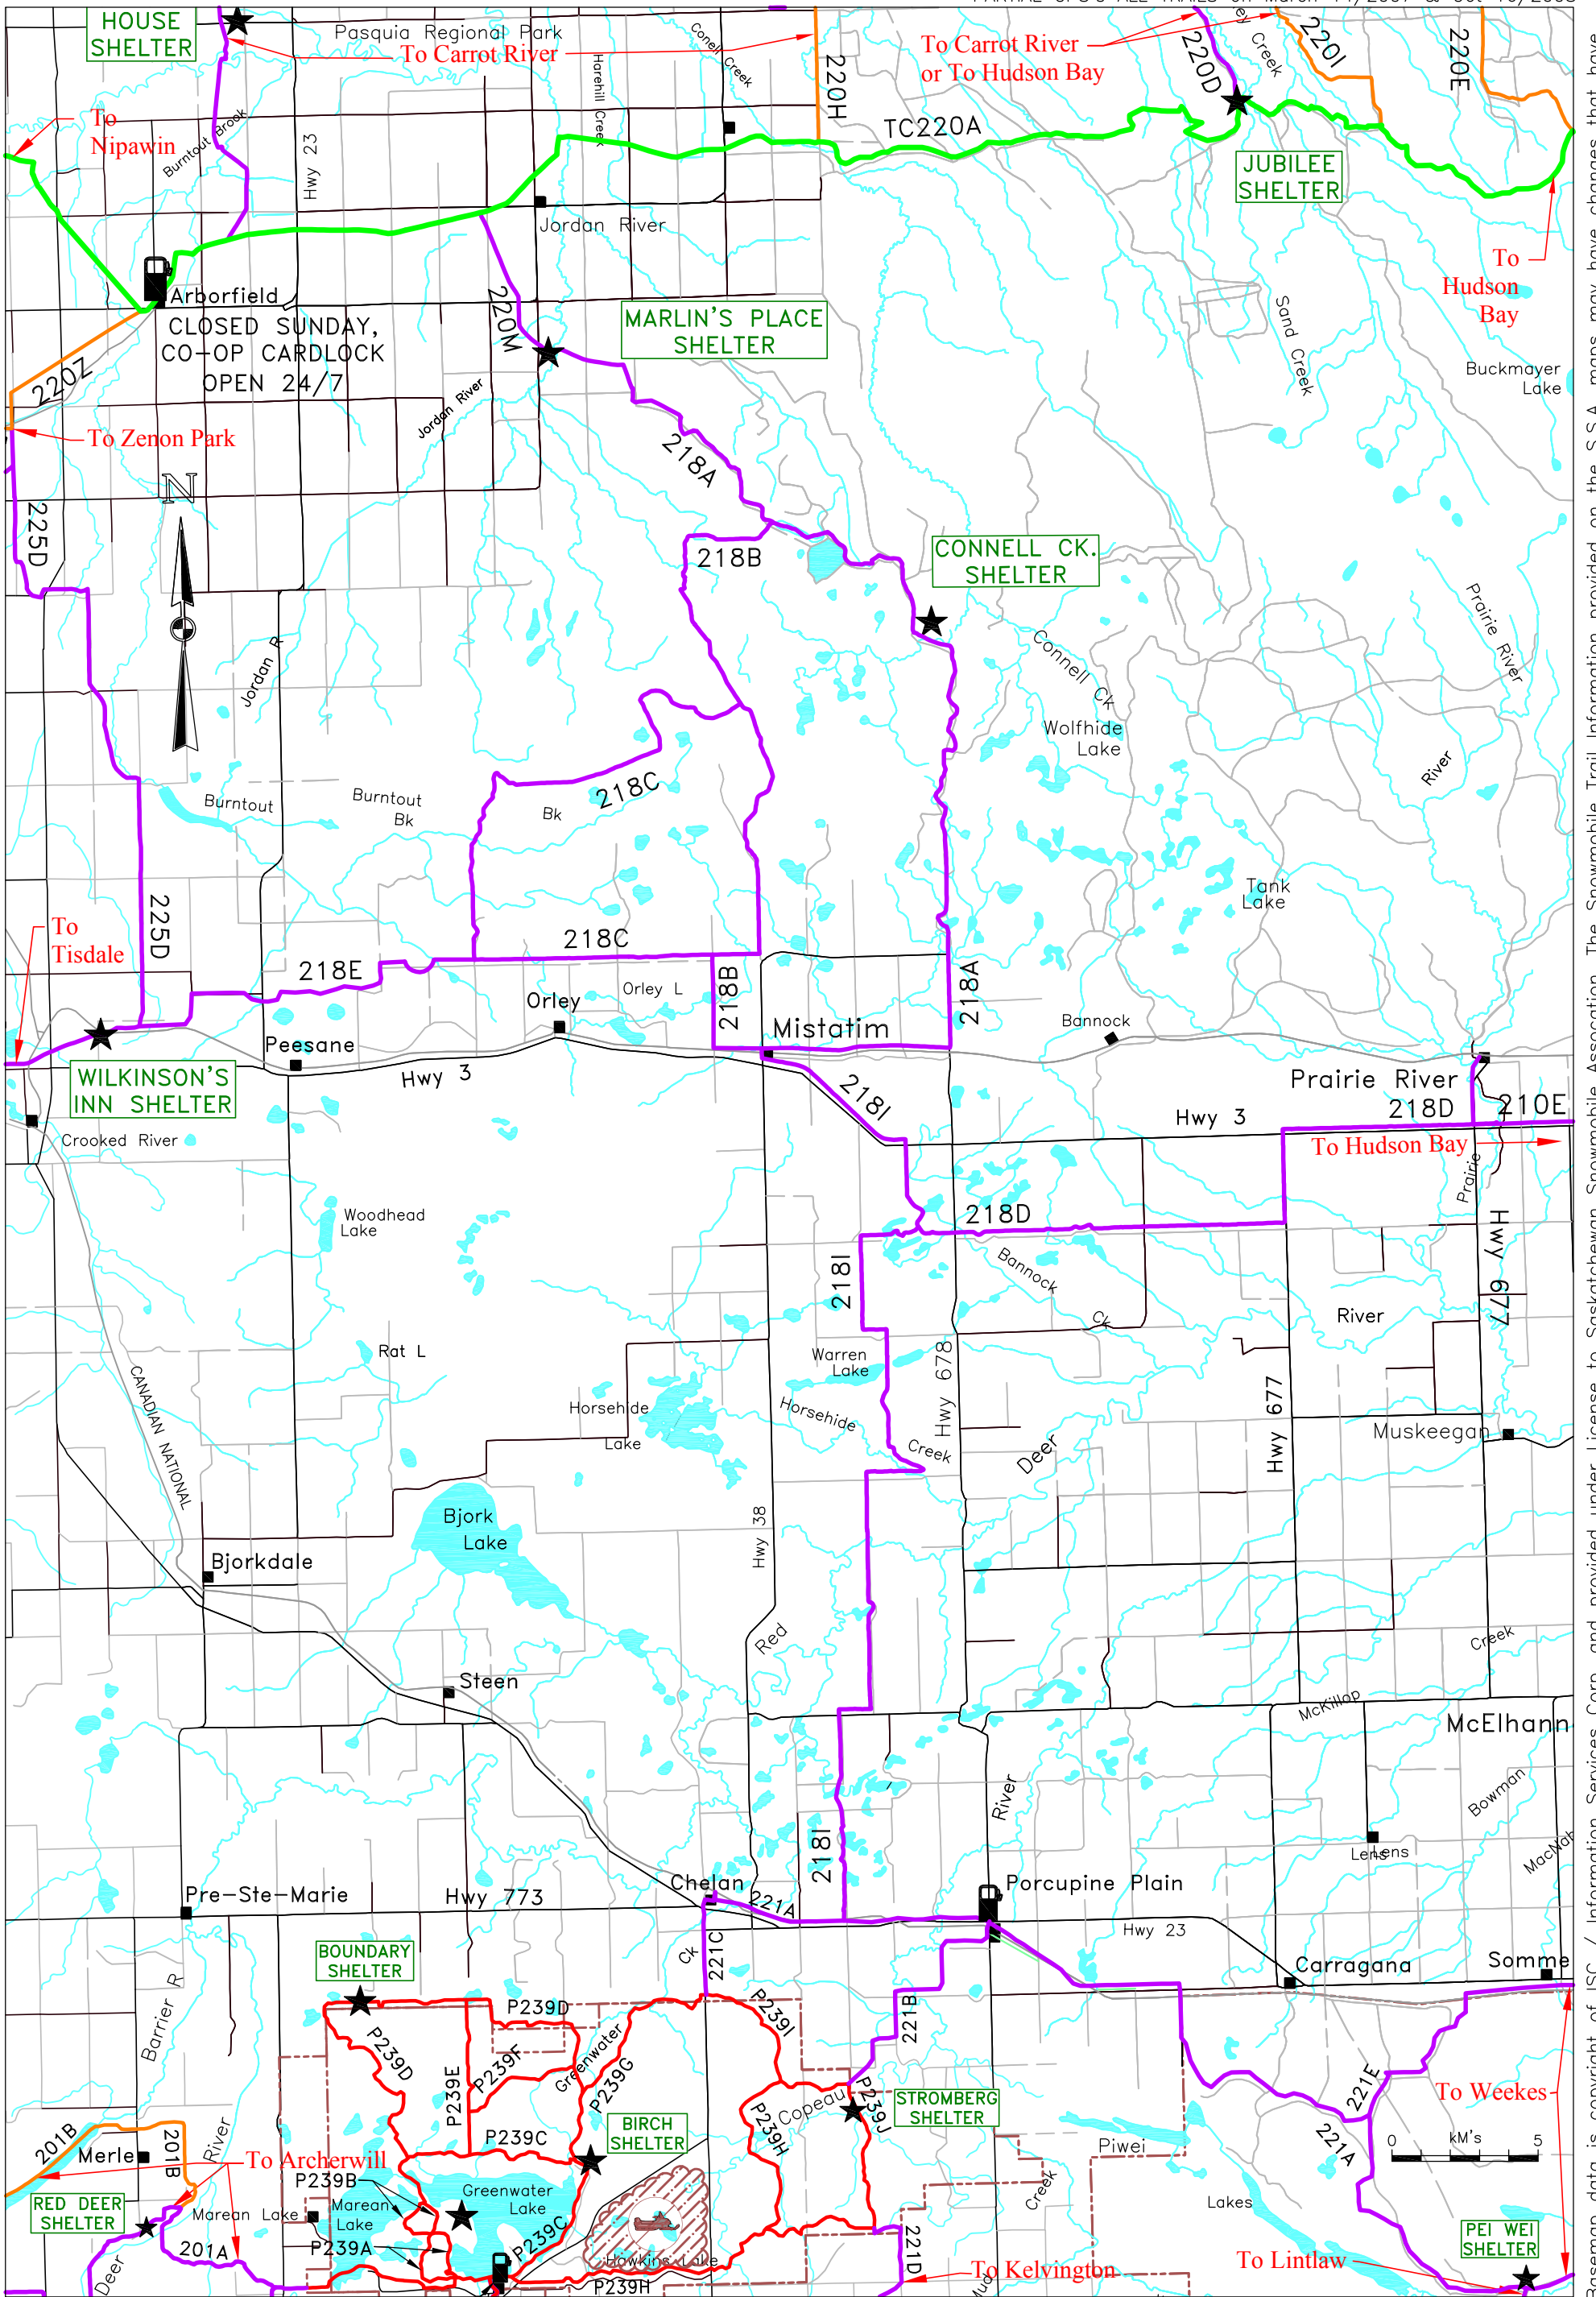 HOUSE
SHELTER
Pasquia Regional Park
To Carrot River
Conell Creek
Harehill Creek
220H
To Carrot River
or To Hudson Bay
220D
Creek
220I
220E
To
Nipawin
Burntout Brook
Hwy 23
TC220A
JUBILEE
SHELTER
Jordan River
To
Hudson
Bay
Arborfield
CLOSED SUNDAY,
CO-OP CARDLOCK
OPEN 24/7
220M
MARLIN'S PLACE
SHELTER
Sand Creek
Buckmayer
Lake
220Z
Jordan River
To Zenon Park
218A
N
225D
218B
CONNELL CK.
SHELTER
Jordan R
Connell Ck
Prairie River
Wolfhide
Lake
River
Burntout
Burntout
Bk
Bk
218C
Tank
Lake
To
Tisdale
225D
218C
218E
218B
218A
Orley L
Orley
Mistatim
Bannock
Peesane
Hwy 3
WILKINSON'S
INN SHELTER
218I
Prairie River
218D
210E
Hwy 3
Crooked River
To Hudson Bay
Prairie
Woodhead
Lake
218D
Hwy 677
218I
Bannock
Ck
River
Rat L
Warren
Lake
Hwy 678
Hwy 677
CANADIAN NATIONAL
Horsehide
Lake
Horsehide
Creek
Deer
Muskeegan
Bjork
Lake
Hwy 38
Bjorkdale
Red
Creek
Steen
McKillop
McElhann
River
Bowman
218I
Lens
Lens
Chelan
Porcupine Plain
Pre-Ste-Marie
Hwy 773
221A
Hwy 23
BOUNDARY
SHELTER
Ck
221C
Carragana
Somme
Barrier R
P239D
P239I
221B
P239D
P239E
P239F
Greenwater
P239G
221E
To Weekes
Copeau
P239J
STROMBERG
SHELTER
BIRCH
SHELTER
P239H
201B
Merle
201B
River
P239C
Piwei
221A
0
kM's
5
To Archerwill
P239B
Greenwater
Lake
Creek
RED DEER
SHELTER
Marean Lake
Marean
Lake
Lakes
PEI WEI
SHELTER
201A
P239A
P239C
Hawkins Lake
221D
To Lintlaw
Deer
P239H
To Kelvington